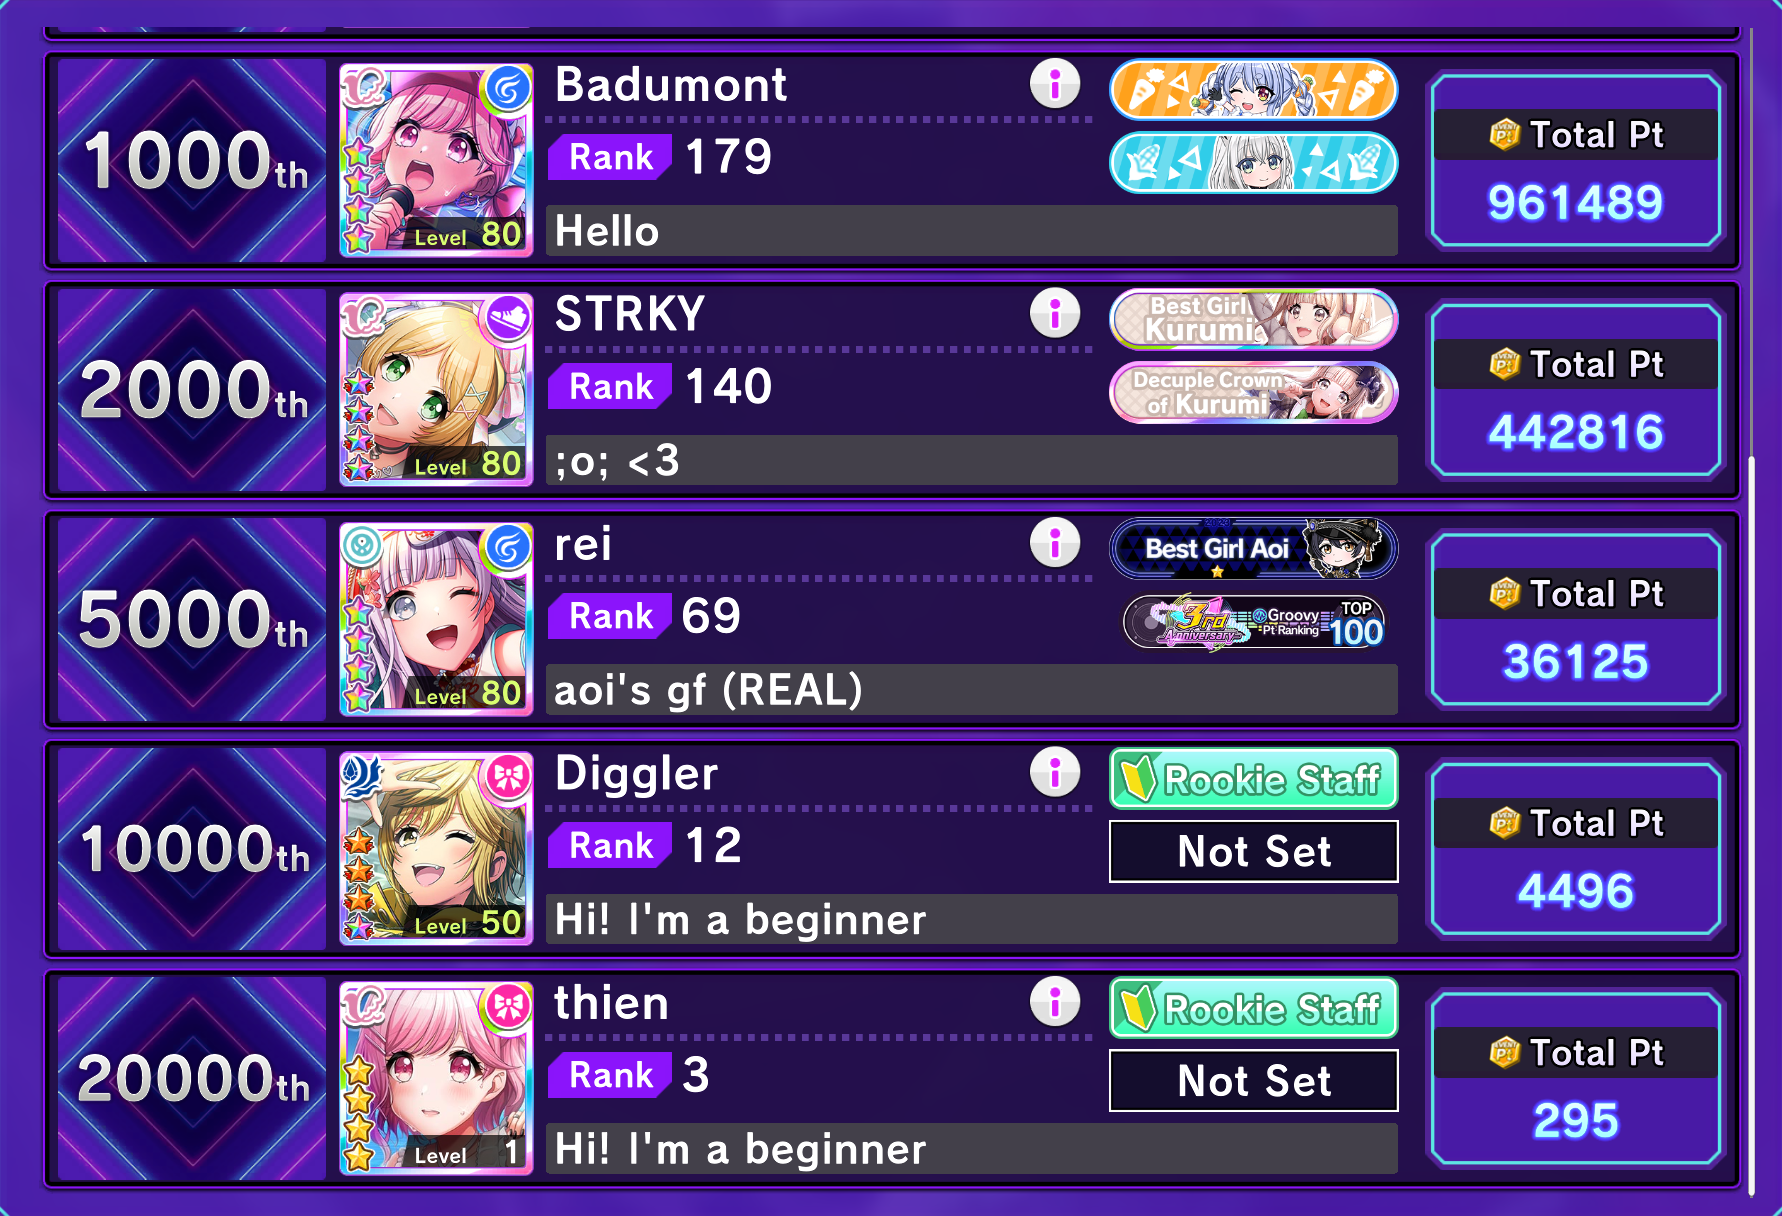 1000th
Level 80
Badumont
Rank 179
Hello
Total Pt
961489
2000th
Level 80
STRKY
Rank 140
;o; <3
Best Girl
Kurumi
Decuple Crown
of Kurumi
Total Pt
442816
5000th
Level 80
rei
Rank 69
aoi's gf (REAL)
Best Girl Aoi
3rd
Anniversary
Groovy
Pt Ranking
TOP
100
Total Pt
36125
10000th
Level 50
Diggler
Rank 12
Hi! I'm a beginner
Rookie Staff
Not Set
Total Pt
4496
20000th
Level 1
thien
Rank 3
Hi! I'm a beginner
Rookie Staff
Not Set
Total Pt
295